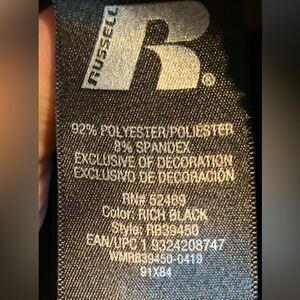 RUSSELL
R®
92% POLYESTER/POLIESTER
8% SPANDEX
EXCLUSIVE OF DECORATION
EXCLUSIVO DE DECORACIÓN
RN# 52469
Color: RICH BLACK
Style: RB39450
EAN/UPC 1 9324208747
WMRB39450-0419
91X84